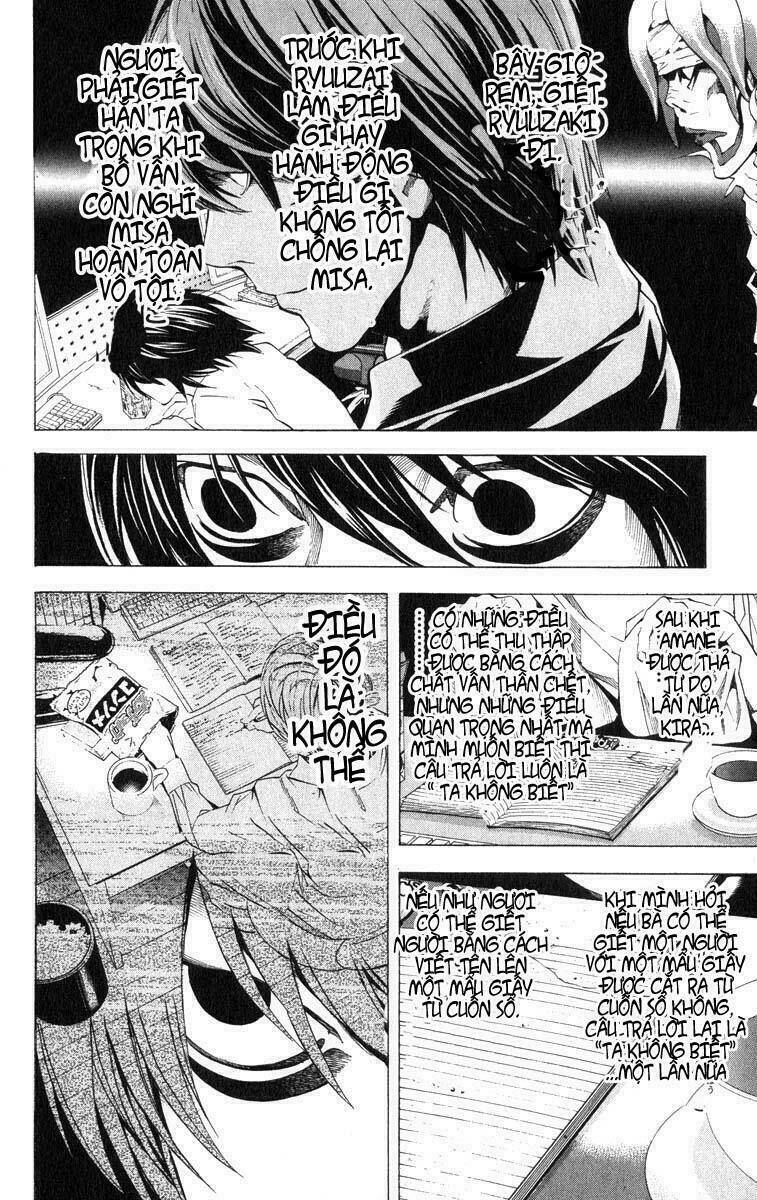 BÂY GIỜ,
REM, GIẾT
RYUUZAKI
ĐI.
TRƯỚC KHI
RYUUZAI
LÀM ĐIỀU
GÌ HAY
HÀNH ĐỘNG
ĐIỀU GÌ
KHÔNG TỐT
CHỐNG LẠI
MISA.
NGƯƠI
PHẢI GIẾT
HẮN TA
TRONG KHI
BỐ VẪN
CÒN NGHĨ
MISA
HOÀN TOÀN
VÔ TỘI.
SAU KHI
AMANE
ĐƯỢC THẢ
TỰ DO
LẦN NỮA,
KIRA...
CÓ NHỮNG ĐIỀU
CÓ THỂ THU THẬP
ĐƯỢC BẰNG CÁCH
CHẤT VẤN THẦN CHẾT,
NHƯNG NHỮNG ĐIỀU
QUAN TRỌNG NHẤT MÀ
MÌNH MUỐN BIẾT THÌ
CÂU TRẢ LỜI LUÔN LÀ
“ TA KHÔNG BIẾT”
KHI MÌNH HỎI
NẾU BÀ CÓ THỂ
GIẾT MỘT NGƯỜI
VỚI MỘT MẨU GIẤY
ĐƯỢC CẮT RA TỪ
CUỐN SỔ KHÔNG,
CÂU TRẢ LỜI LẠI LÀ
“TA KHÔNG BIẾT”
...MỘT LẦN NỮA
NẾU NHƯ NGƯƠI
CÓ THỂ GIẾT
NGƯỜI BẰNG CÁCH
VIẾT TÊN LÊN
MỘT MẨU GIẤY
TỪ CUỐN SỔ.
ĐIỀU
ĐÓ
LÀ
KHÔNG
THỂ
コンソメ